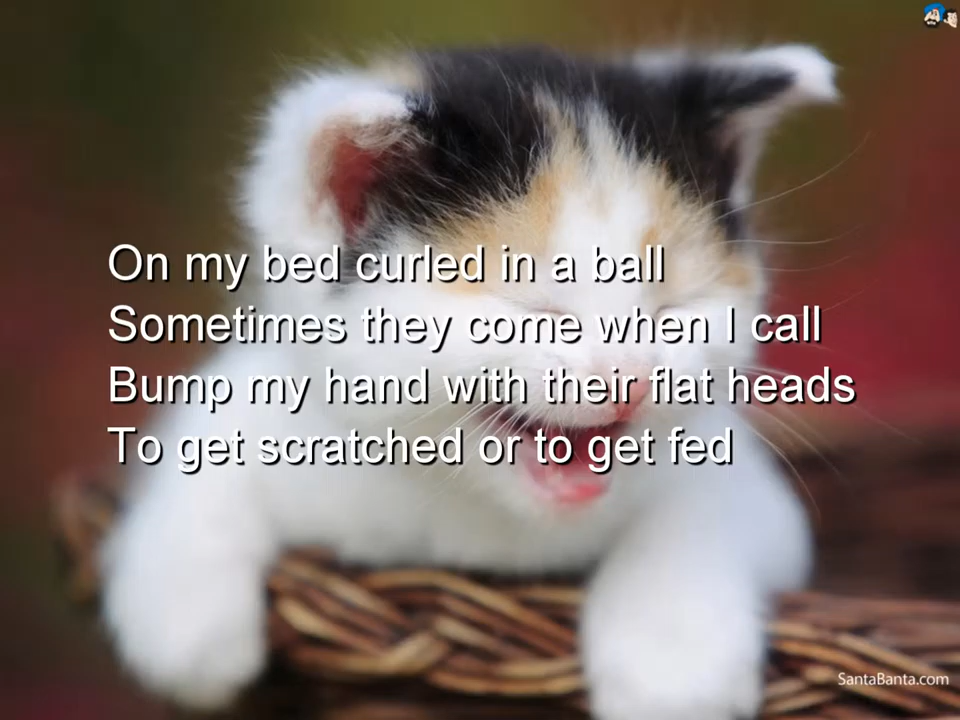 On my bed curled in a ball
Sometimes they come when I call
Bump my hand with their flat heads
To get scratched or to get fed
SantaBanta.com